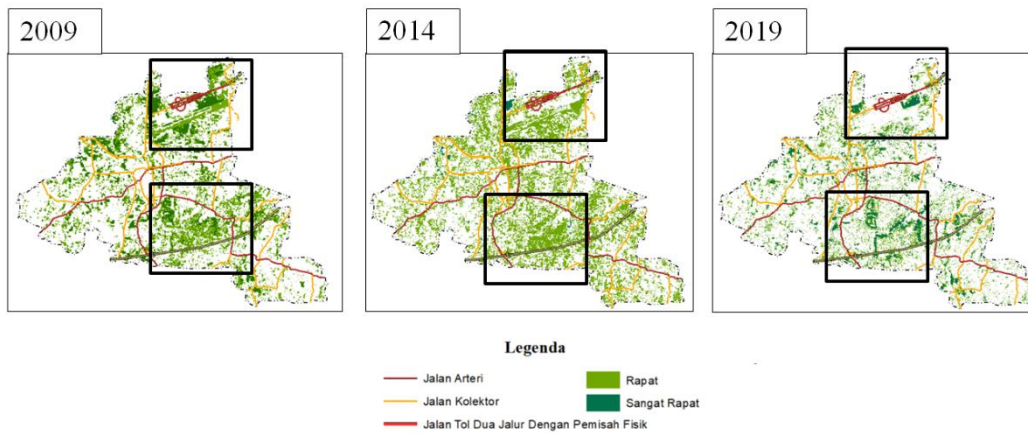 2009
2014
2019
Legenda
Jalan Arteri
Rapat
Jalan Kolektor
Sangat Rapat
Jalan Tol Dua Jalur Dengan Pemisah Fisik